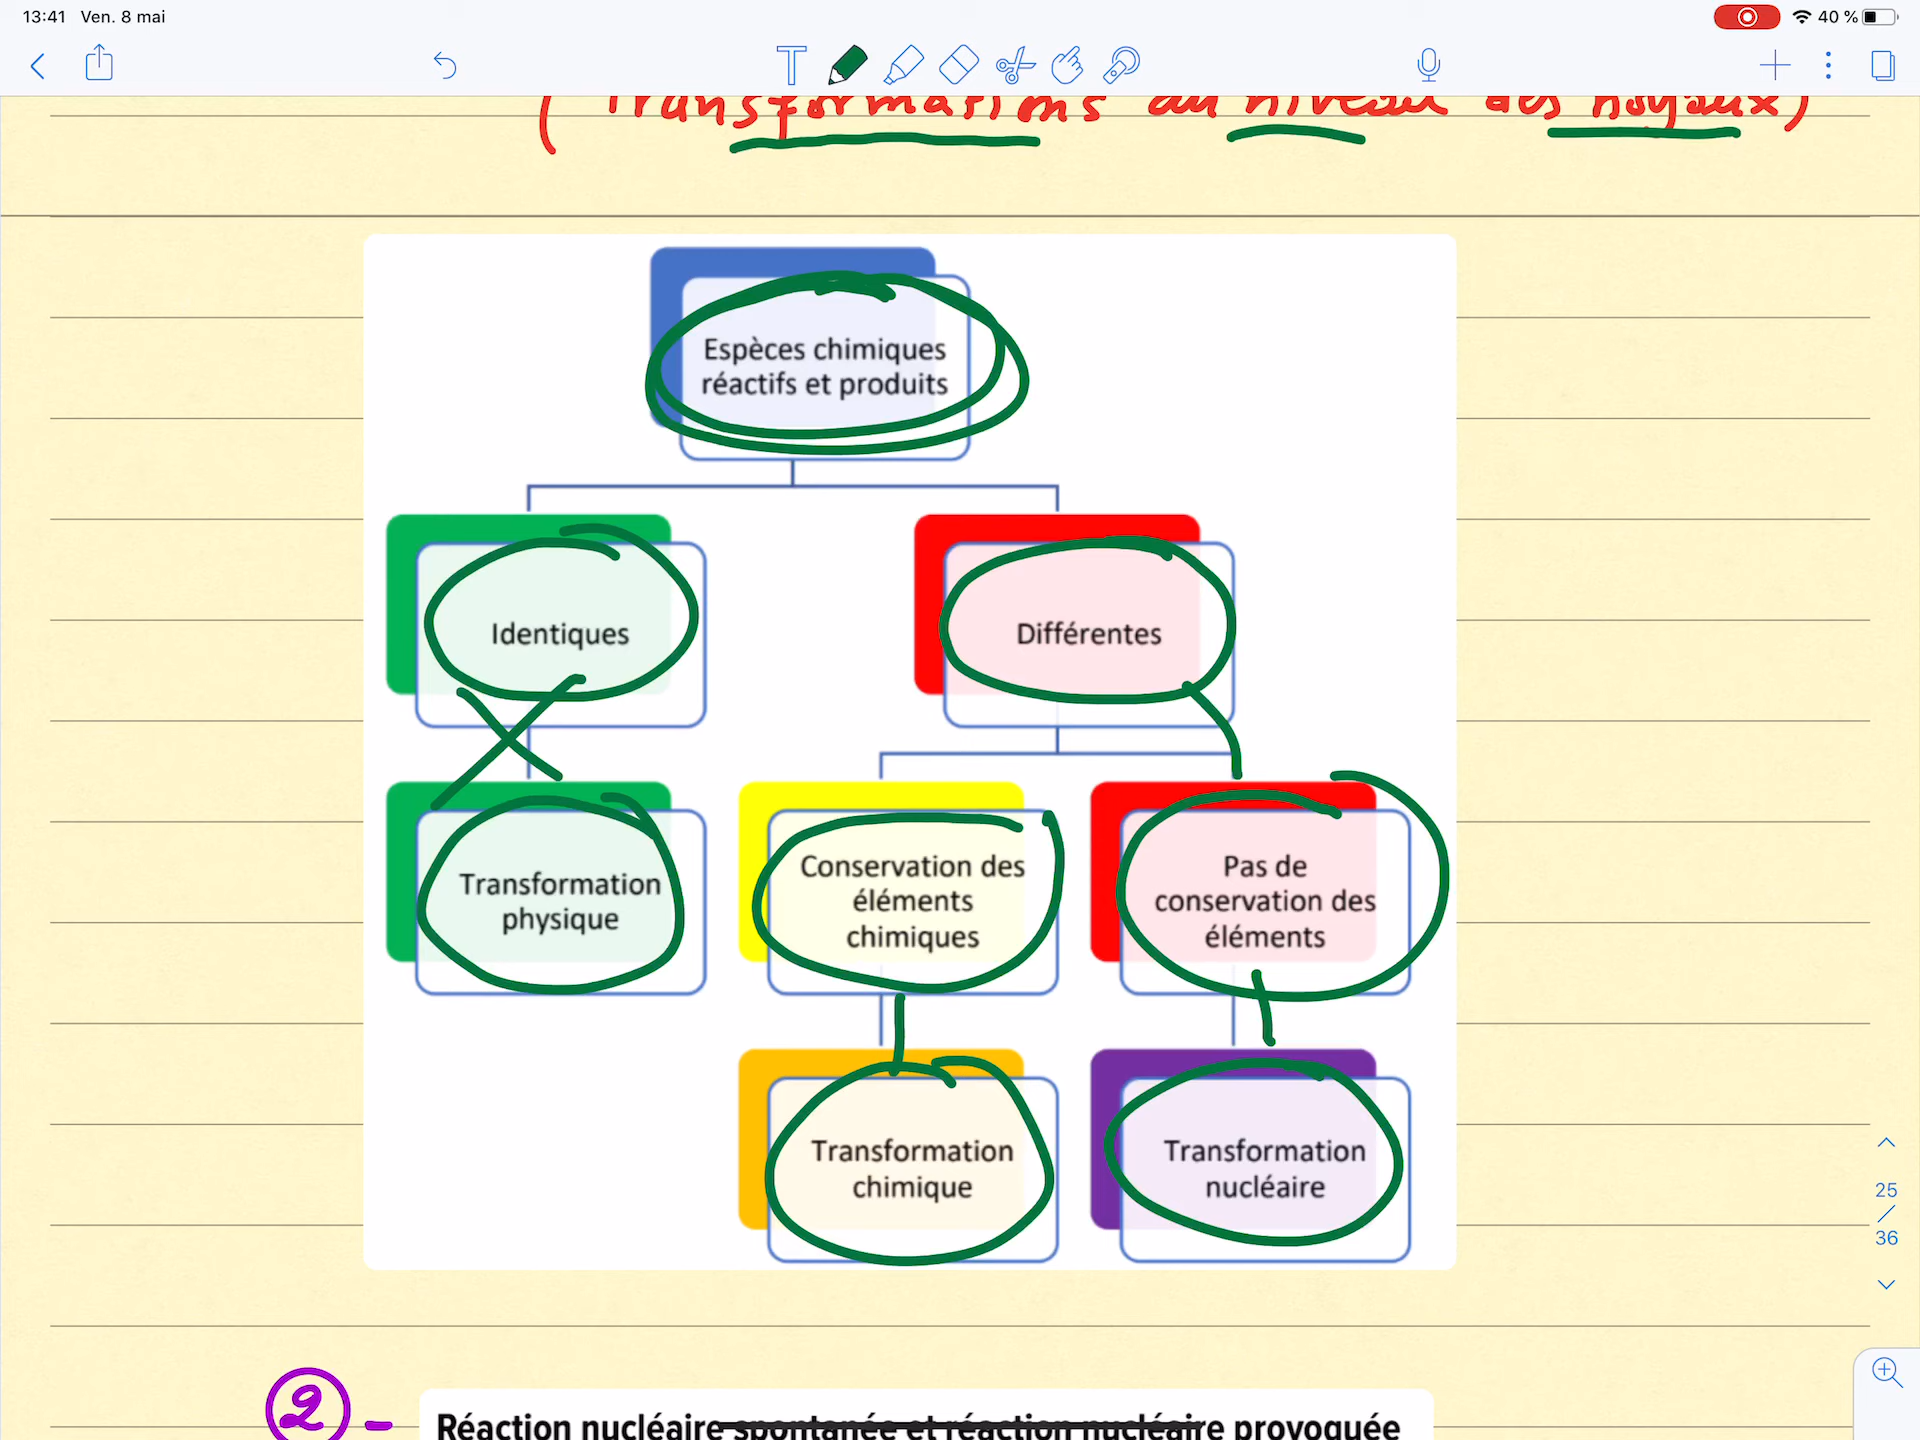 13:41 Ven. 8 mai
40 %
( Transformations au niveau des noyaux)
Espèces chimiques
réactifs et produits
Identiques
Différentes
Transformation
physique
Conservation des
éléments
chimiques
Pas de
conservation des
éléments
Transformation
chimique
Transformation
nucléaire
25
/
36
2 -
Réaction nucléaire spontanée et réaction nucléaire provoquée